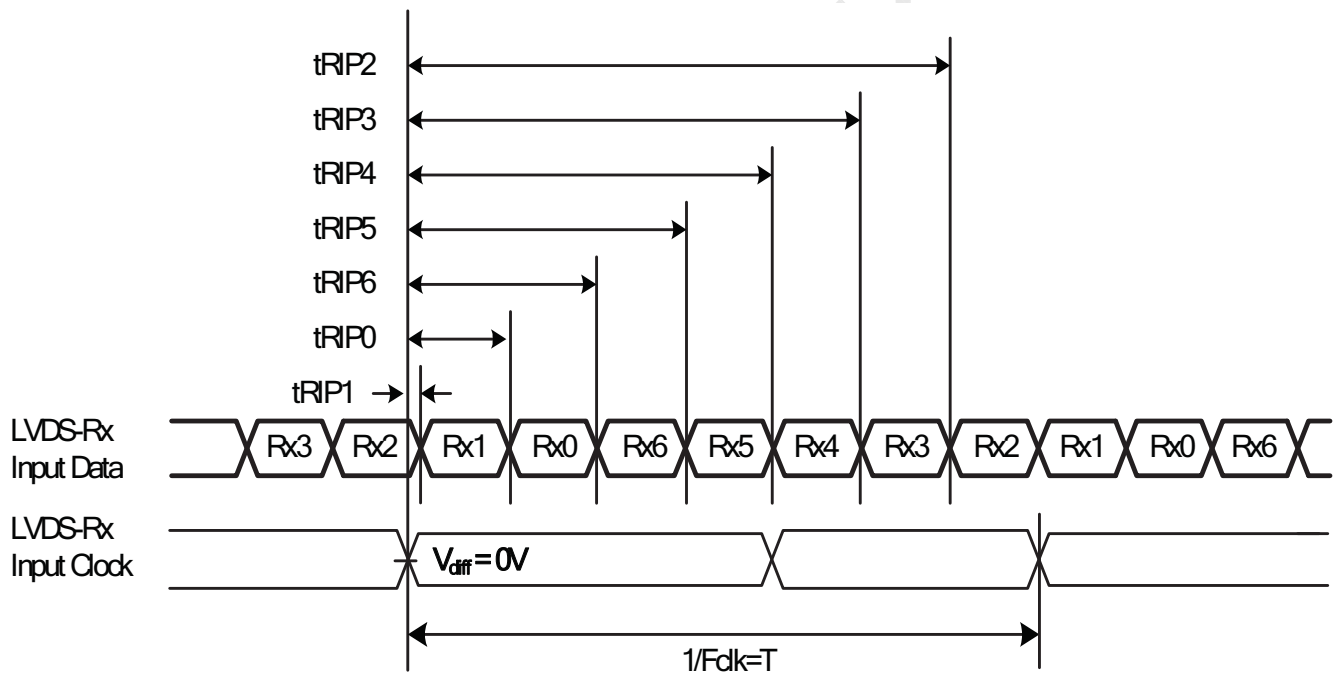 tRIP2
tRIP3
tRIP4
tRIP5
tRIP6
tRIP0
tRIP1
LVDS-Rx
Input Data
Rx3 Rx2 Rx1 Rx0 Rx6 Rx5 Rx4 Rx3 Rx2 Rx1 Rx0 Rx6
LVDS-Rx
Input Clock
Vdiff = 0V
1/Fclk=T